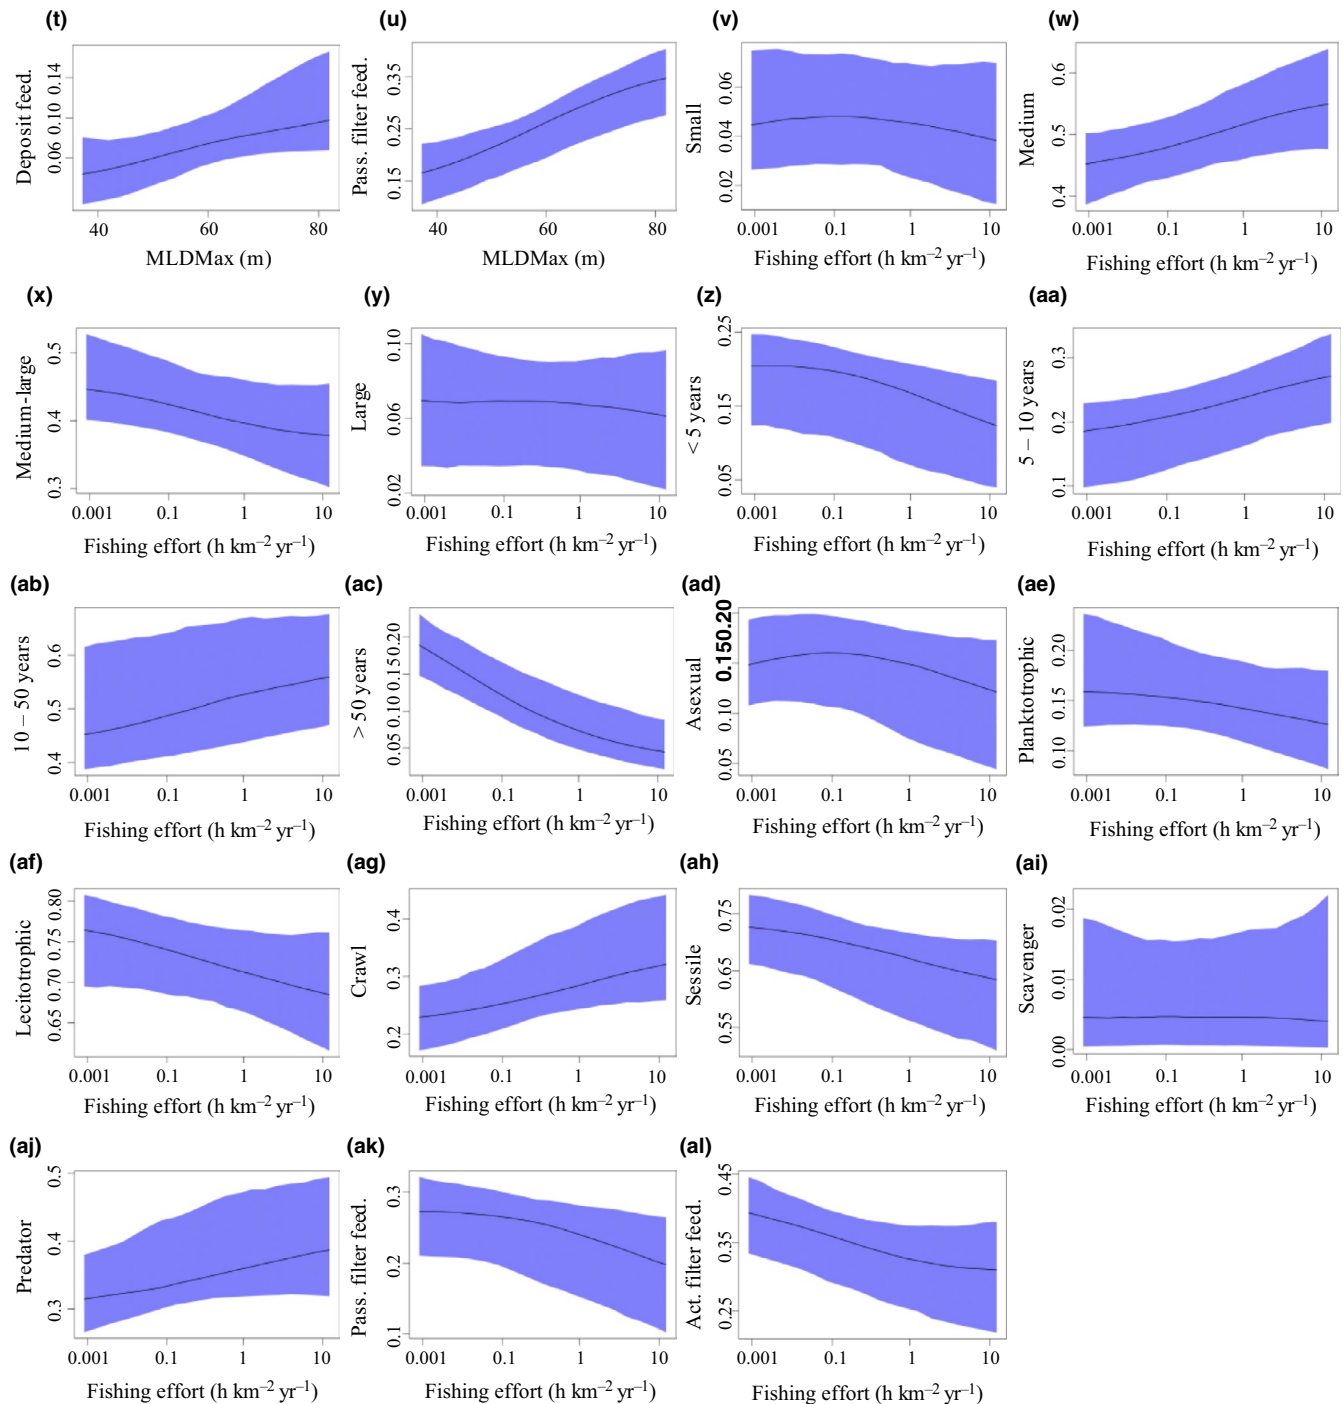 (t) (u) (v) (w)
Deposit feed. 0.06 0.10 0.14
40 60 80
MLDMax (m)
Pass. filter feed. 0.15 0.25 0.35
40 60 80
MLDMax (m)
Small 0.02 0.04 0.06
0.001 0.1 1 10
Fishing effort (h km–2 yr–1)
Medium 0.4 0.5 0.6
0.001 0.1 1 10
Fishing effort (h km–2 yr–1)
(x) (y) (z) (aa)
Medium-large 0.3 0.4 0.5
0.001 0.1 1 10
Fishing effort (h km–2 yr–1)
Large 0.02 0.06 0.10
0.001 0.1 1 10
Fishing effort (h km–2 yr–1)
< 5 years 0.05 0.15 0.25
0.001 0.1 1 10
Fishing effort (h km–2 yr–1)
5 – 10 years 0.1 0.2 0.3
0.001 0.1 1 10
Fishing effort (h km–2 yr–1)
(ab) (ac) (ad) (ae)
10 – 50 years 0.4 0.5 0.6
0.001 0.1 1 10
Fishing effort (h km–2 yr–1)
> 50 years 0.05 0.10 0.15 0.20
0.001 0.1 1 10
Fishing effort (h km–2 yr–1)
Asexual 0.05 0.10 0.15 0.20
0.001 0.1 1 10
Fishing effort (h km–2 yr–1)
Planktotrophic 0.10 0.15 0.20
0.001 0.1 1 10
Fishing effort (h km–2 yr–1)
(af) (ag) (ah) (ai)
Lecitotrophic 0.65 0.70 0.75 0.80
0.001 0.1 1 10
Fishing effort (h km–2 yr–1)
Crawl 0.2 0.3 0.4
0.001 0.1 1 10
Fishing effort (h km–2 yr–1)
Sessile 0.55 0.65 0.75
0.001 0.1 1 10
Fishing effort (h km–2 yr–1)
Scavenger 0.00 0.01 0.02
0.001 0.1 1 10
Fishing effort (h km–2 yr–1)
(aj) (ak) (al)
Predator 0.3 0.4 0.5
0.001 0.1 1 10
Fishing effort (h km–2 yr–1)
Pass. filter feed. 0.1 0.2 0.3
0.001 0.1 1 10
Fishing effort (h km–2 yr–1)
Act. filter feed. 0.25 0.35 0.45
0.001 0.1 1 10
Fishing effort (h km–2 yr–1)